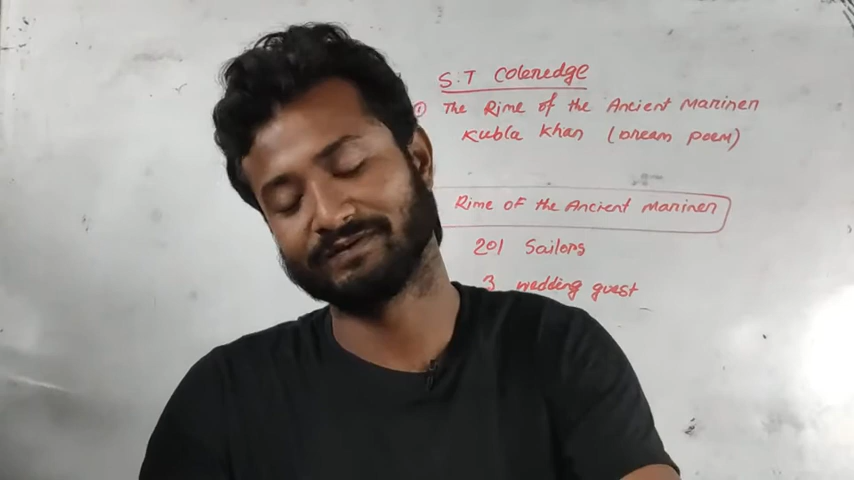 S.T Coleredge
① The Rime of the Ancient Marinen
Kubla Khan (Dream poem)
Rime of the Ancient Marinen
201 Sailors
3 wedding guest